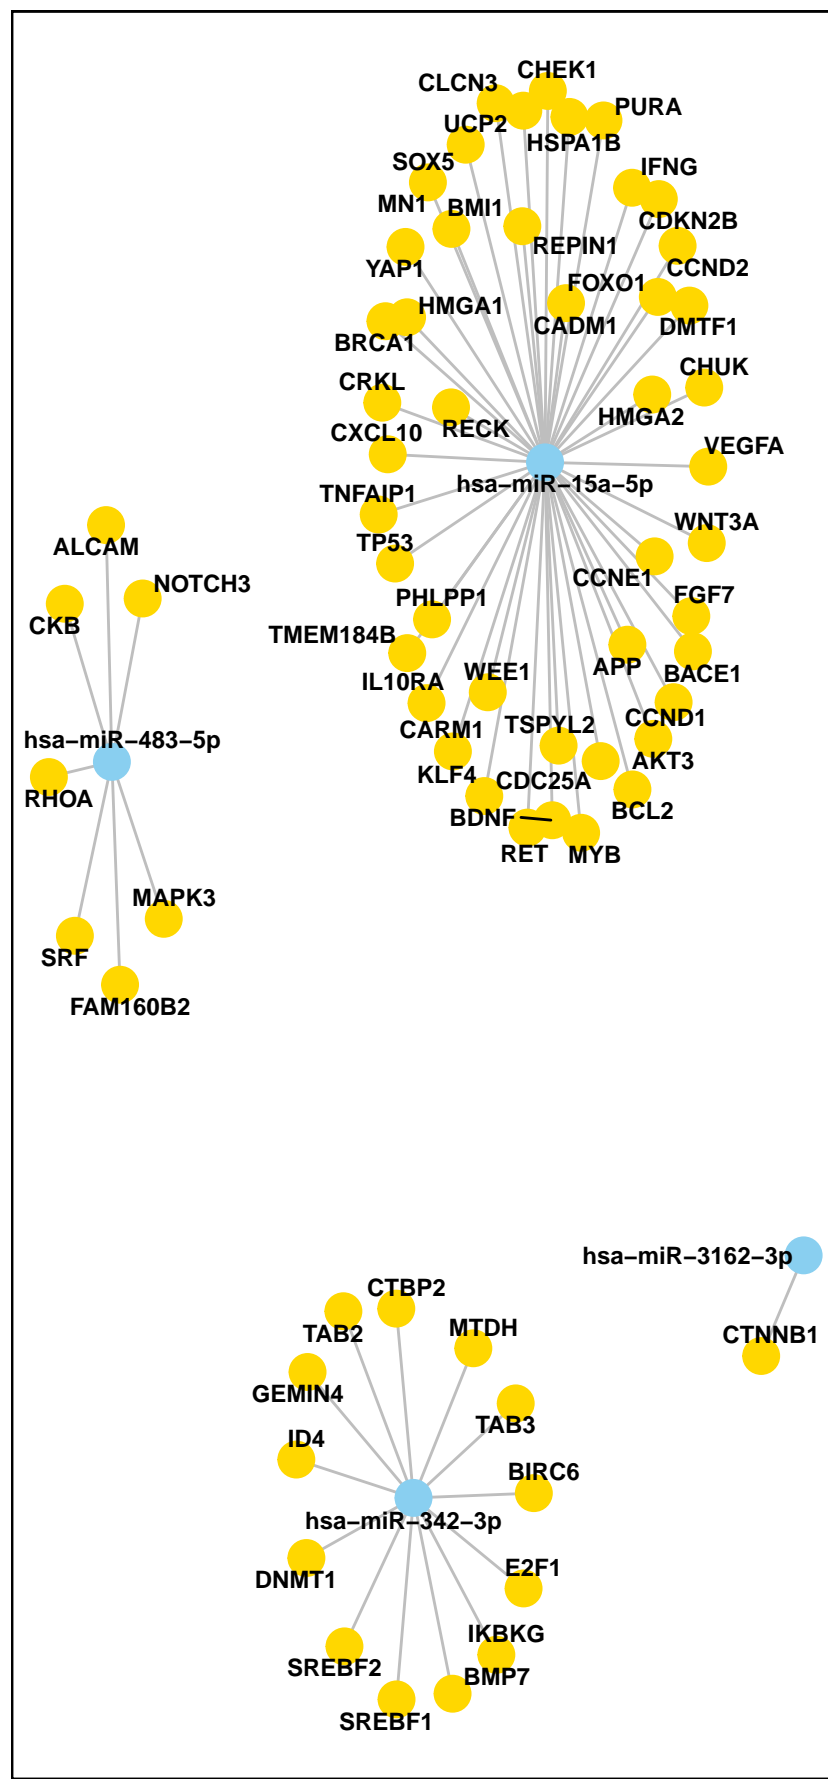 CHEK1
CLCN3
PURA
UCP2
HSPA1B
SOX5
IFNG
MN1
BMI1
CDKN2B
REPIN1
YAP1
CCND2
FOXO1
HMGA1
CADM1
DMTF1
BRCA1
CHUK
CRKL
HMGA2
RECK
CXCL10
VEGFA
hsa−miR−15a−5p
TNFAIP1
WNT3A
TP53
ALCAM
CCNE1
NOTCH3
FGF7
PHLPP1
CKB
TMEM184B
APP
WEE1
BACE1
IL10RA
CCND1
TSPYL2
CARM1
hsa−miR−483−5p
AKT3
KLF4
CDC25A
RHOA
BCL2
BDNF
RET
MYB
MAPK3
SRF
FAM160B2
hsa−miR−3162−3p
CTBP2
MTDH
TAB2
CTNNB1
GEMIN4
TAB3
ID4
BIRC6
hsa−miR−342−3p
E2F1
DNMT1
IKBKG
SREBF2
BMP7
SREBF1